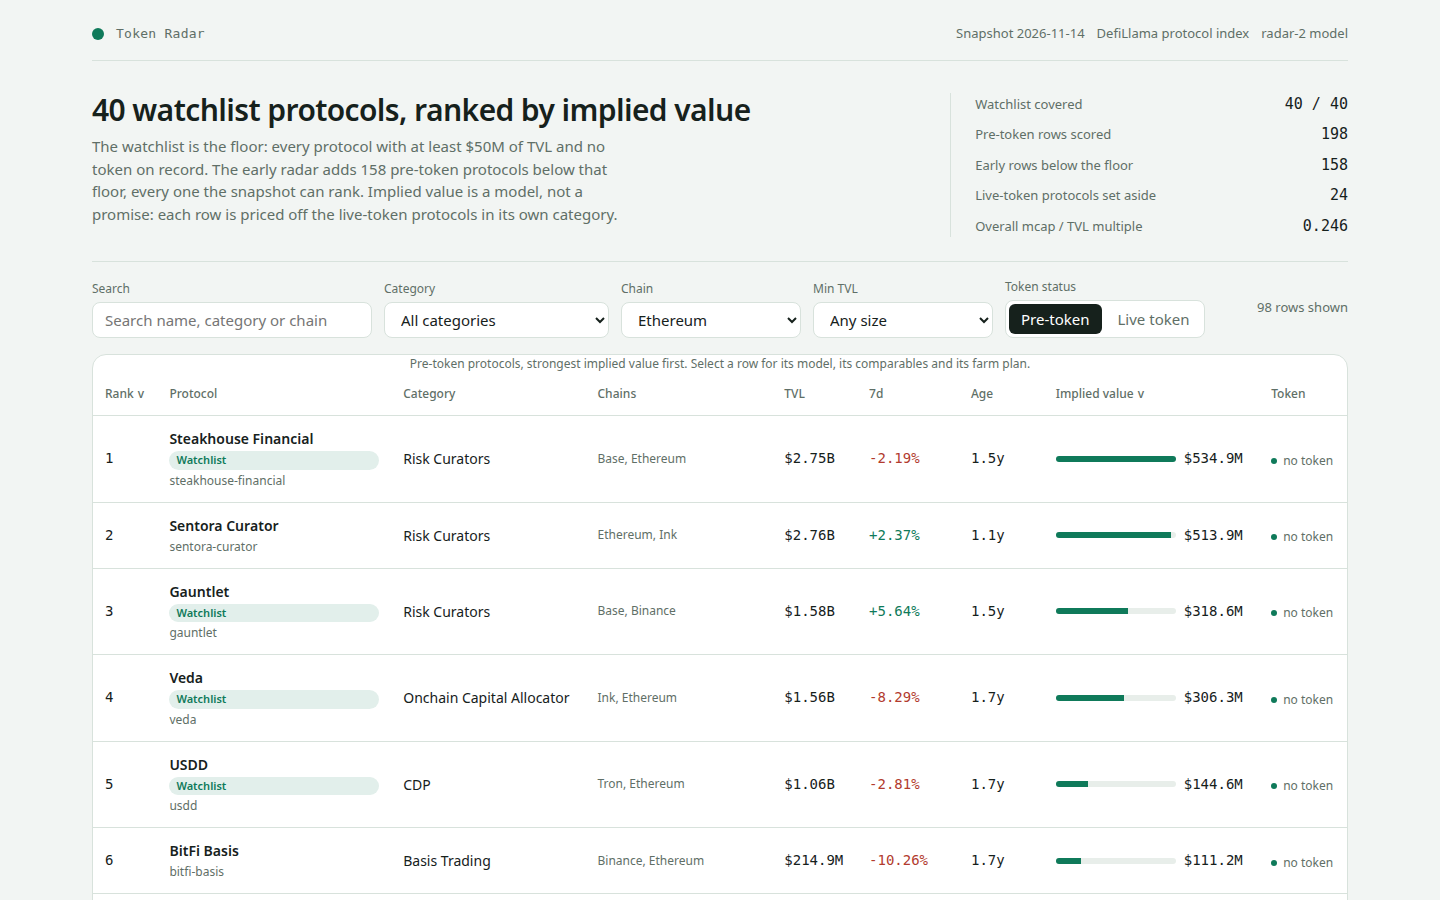 Token Radar
Snapshot 2026-11-14 DefiLlama protocol index radar-2 model
40 watchlist protocols, ranked by implied value
The watchlist is the floor: every protocol with at least $50M of TVL and no
token on record. The early radar adds 158 pre-token protocols below that
floor, every one the snapshot can rank. Implied value is a model, not a
promise: each row is priced off the live-token protocols in its own category.
Watchlist covered 40 / 40
Pre-token rows scored 198
Early rows below the floor 158
Live-token protocols set aside 24
Overall mcap / TVL multiple 0.246
Search Category Chain Min TVL Token status
Search name, category or chain All categories Ethereum Any size Pre-token Live token 98 rows shown
Pre-token protocols, strongest implied value first. Select a row for its model, its comparables and its farm plan.
Rank v Protocol Category Chains TVL 7d Age Implied value v Token
Steakhouse Financial
Watchlist
1 Risk Curators Base, Ethereum $2.75B -2.19% 1.5y $534.9M no token
steakhouse-financial
Sentora Curator
2 Risk Curators Ethereum, Ink $2.76B +2.37% 1.1y $513.9M no token
sentora-curator
Gauntlet
Watchlist
3 Risk Curators Base, Binance $1.58B +5.64% 1.5y $318.6M no token
gauntlet
Veda
Watchlist
4 Onchain Capital Allocator Ink, Ethereum $1.56B -8.29% 1.7y $306.3M no token
veda
USDD
Watchlist
5 CDP Tron, Ethereum $1.06B -2.81% 1.7y $144.6M no token
usdd
BitFi Basis
6 Basis Trading Binance, Ethereum $214.9M -10.26% 1.7y $111.2M no token
bitfi-basis